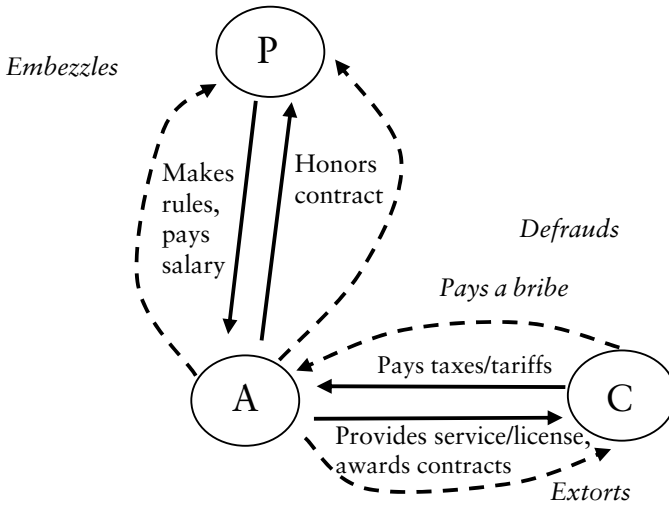 P
Embezzles
Makes
rules,
pays
salary
Honors
contract
Defrauds
Pays a bribe
Pays taxes/tariffs
A
C
Provides service/license,
awards contracts
Extorts